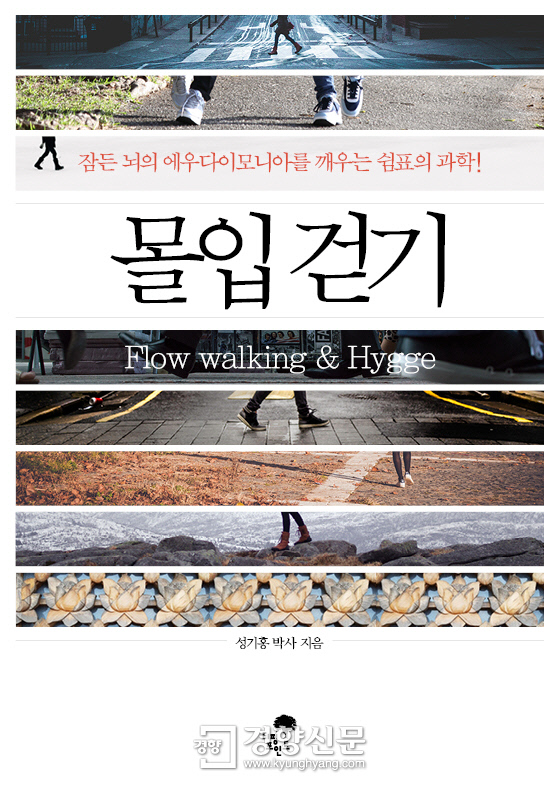 잠든 뇌의 에우다이모니아를 깨우는 쉼표의 과학!
몰입 걷기
Flow walking & Hygge
성기홍 박사 지음
경향 경향신문
www.kyunghyang.com